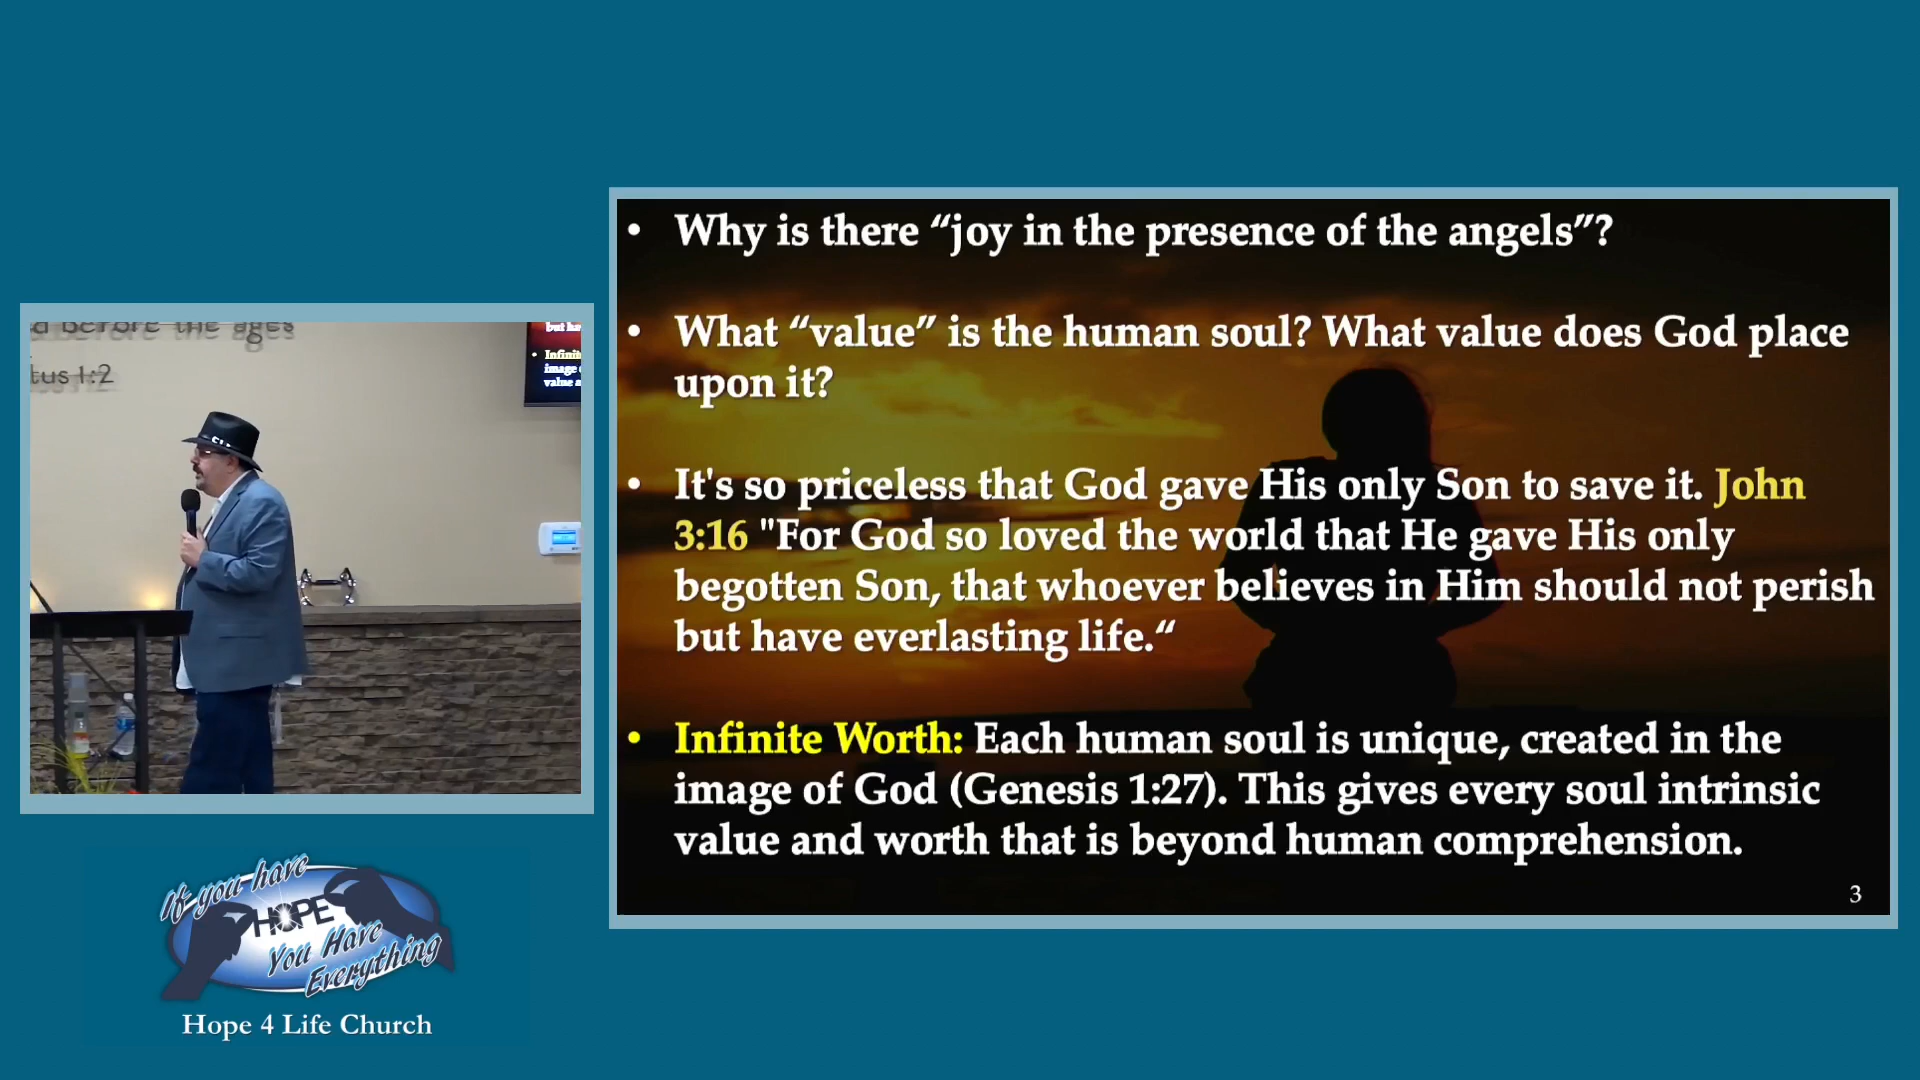 d before the ages
tus 1:2
but ha
• Infinit
image
value a
If you have
HOPE
You Have
Everything
Hope 4 Life Church
• Why is there “joy in the presence of the angels”?
• What “value” is the human soul? What value does God place
upon it?
• It's so priceless that God gave His only Son to save it. John
3:16 "For God so loved the world that He gave His only
begotten Son, that whoever believes in Him should not perish
but have everlasting life.“
• Infinite Worth: Each human soul is unique, created in the
image of God (Genesis 1:27). This gives every soul intrinsic
value and worth that is beyond human comprehension.
3